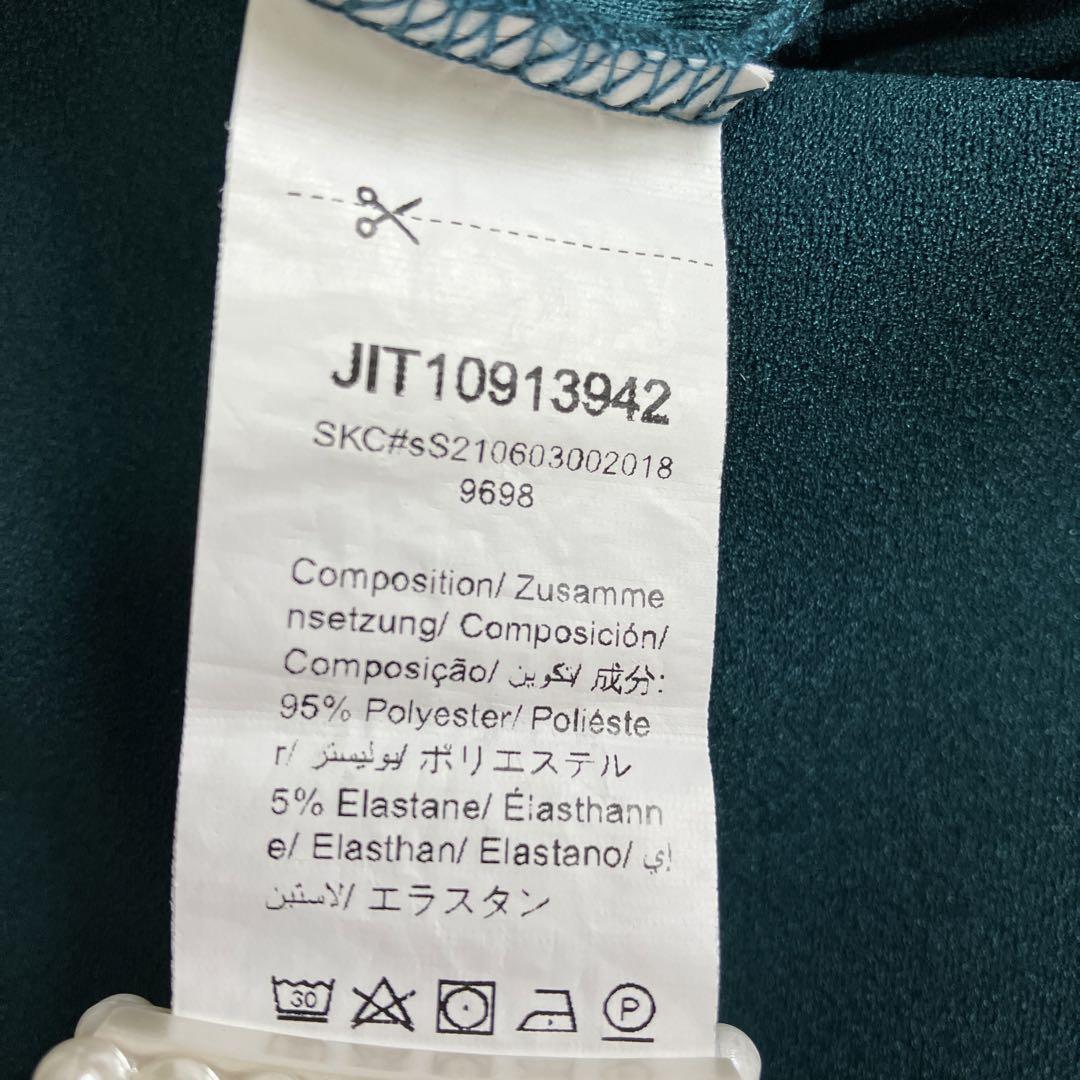 JIT10913942
SKC#sS210603002018
9698
Composition/ Zusamme
nsetzung/ Composición/
Composição/ تكوين/ 成分:
95% Polyester/ Poliéste
r/ بوليستر/ ポリエステル
5% Elastane/ Élasthann
e/ Elasthan/ Elastano/ إي
لاستين/ エラスタン
30
P